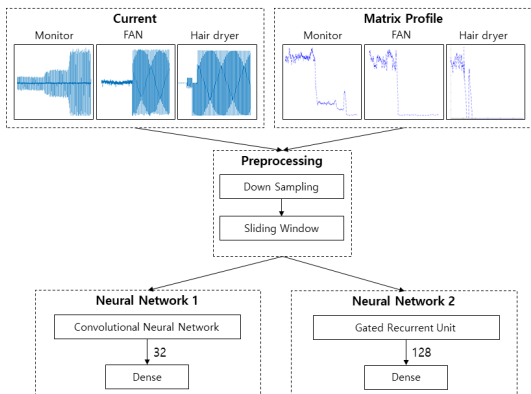 Current
Matrix Profile
Monitor FAN Hair dryer
Monitor FAN Hair dryer
Preprocessing
Down Sampling
Sliding Window
Neural Network 1
Neural Network 2
Convolutional Neural Network
Gated Recurrent Unit
32
128
Dense
Dense